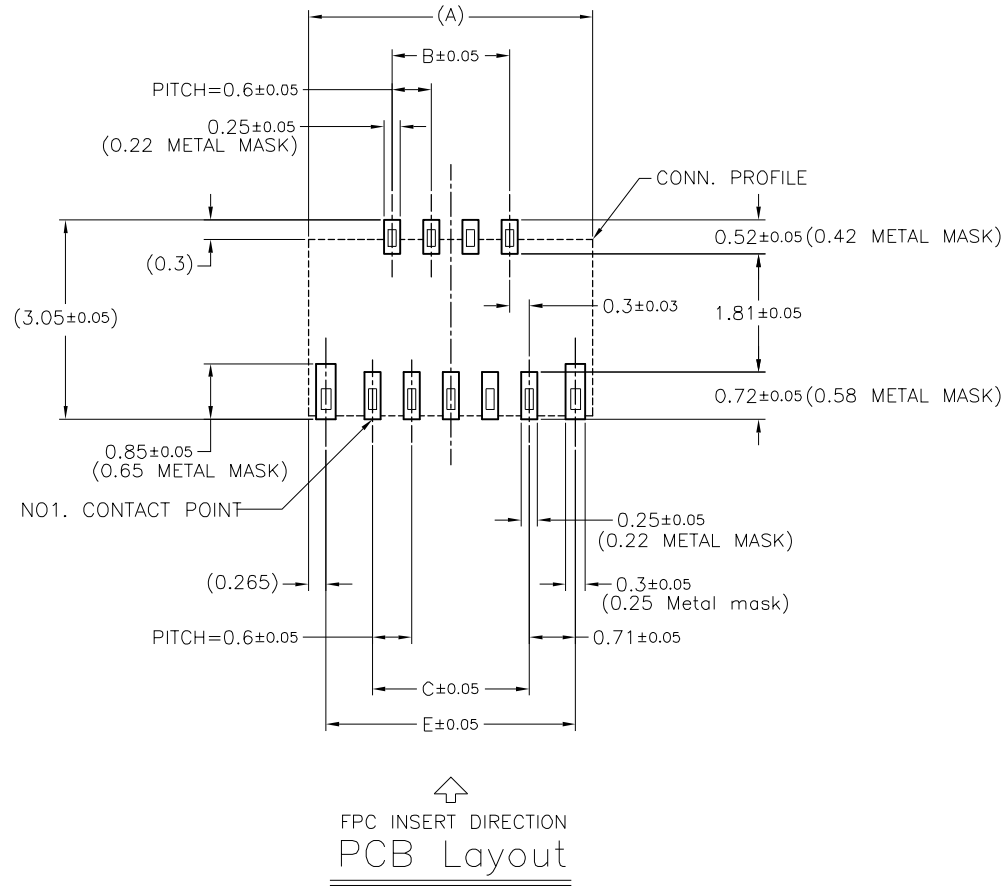 (A)
B±0.05
PITCH=0.6±0.05
0.25±0.05
(0.22 METAL MASK)
CONN. PROFILE
0.52±0.05(0.42 METAL MASK)
(0.3)
0.3±0.03
(3.05±0.05)
1.81±0.05
0.72±0.05(0.58 METAL MASK)
0.85±0.05
(0.65 METAL MASK)
NO1. CONTACT POINT
0.25±0.05
(0.22 METAL MASK)
(0.265)
0.3±0.05
(0.25 Metal mask)
PITCH=0.6±0.05
0.71±0.05
C±0.05
E±0.05
FPC INSERT DIRECTION
PCB Layout